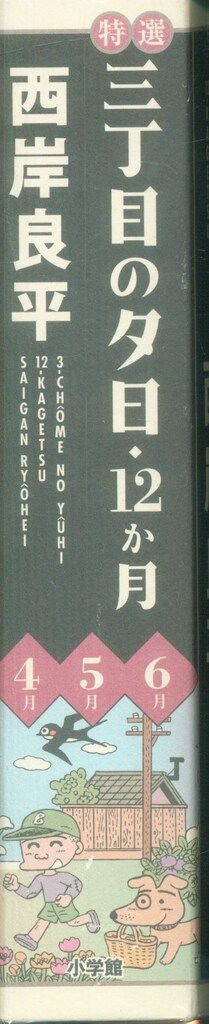 特選
三丁目の夕日・12か月
西岸良平
3-CHÔME NO YÛHI
12-KAGETSU
SAIGAN RYÔHEI
6月
5月
4月
B
小学館